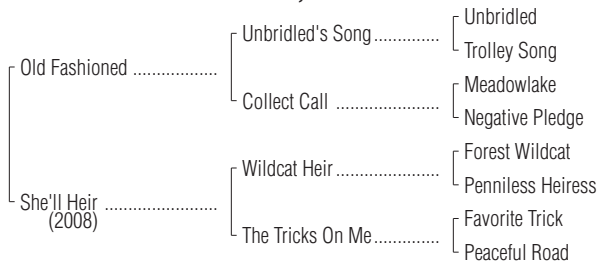 Unbridled
Unbridled's Song
Trolley Song
Old Fashioned
Meadowlake
Collect Call
Negative Pledge
Forest Wildcat
Wildcat Heir
Penniless Heiress
She'll Heir
(2008)
Favorite Trick
The Tricks On Me
Peaceful Road